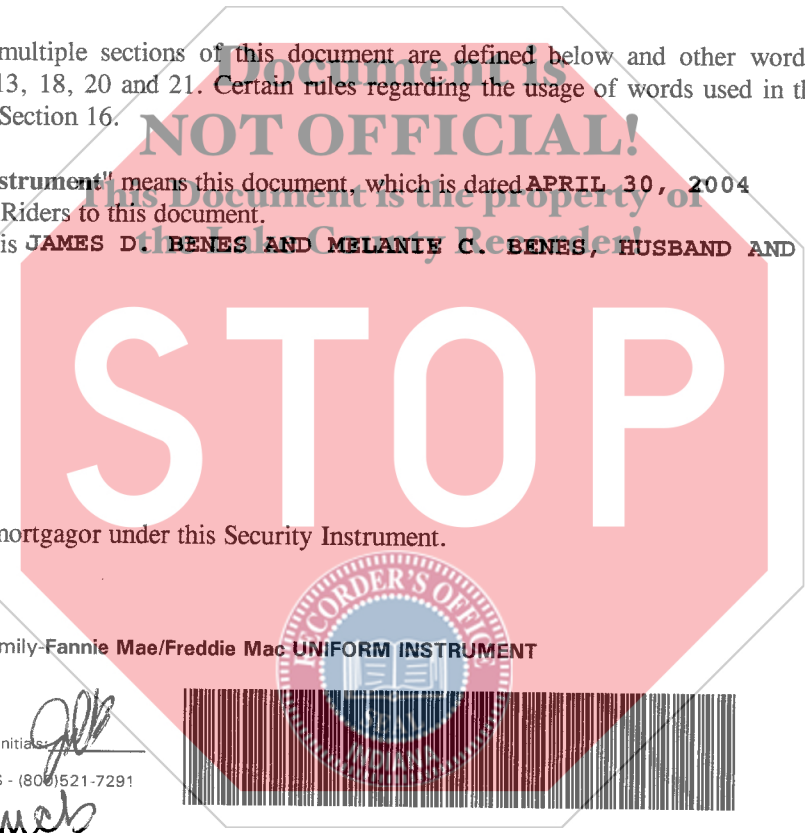 multiple sections of this document are defined below and other word
Document is
13, 18, 20 and 21. Certain rules regarding the usage of words used in th
Section 16.
NOT OFFICIAL!
strument" means this document, which is dated APRIL 30, 2004
This Document is the property of
Riders to this document.
is JAMES D. BENES AND MELANIE C. BENES, HUSBAND AND
the Lake County Recorder!
STOP
mortgagor under this Security Instrument.
RECORDER'S OFFICE
mily-Fannie Mae/Freddie Mac UNIFORM INSTRUMENT
SEAL
nitials:
INDIANA
S - (800)521-7291
mcb